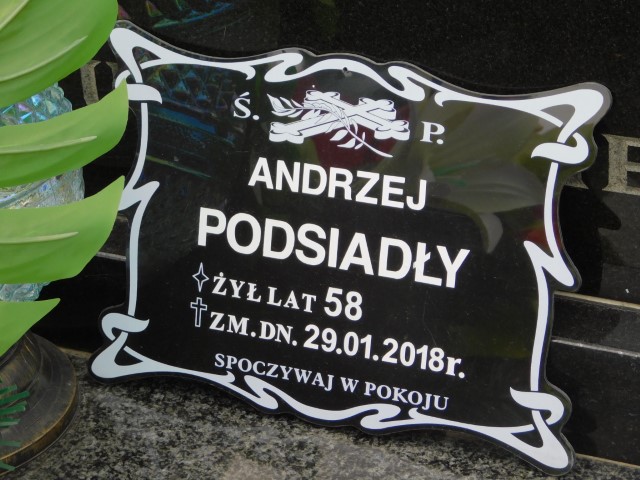 Ś. P.
ANDRZEJ
PODSIADŁY
ŻYŁ LAT 58
ZM. DN. 29.01.2018r.
SPOCZYWAJ W POKOJU